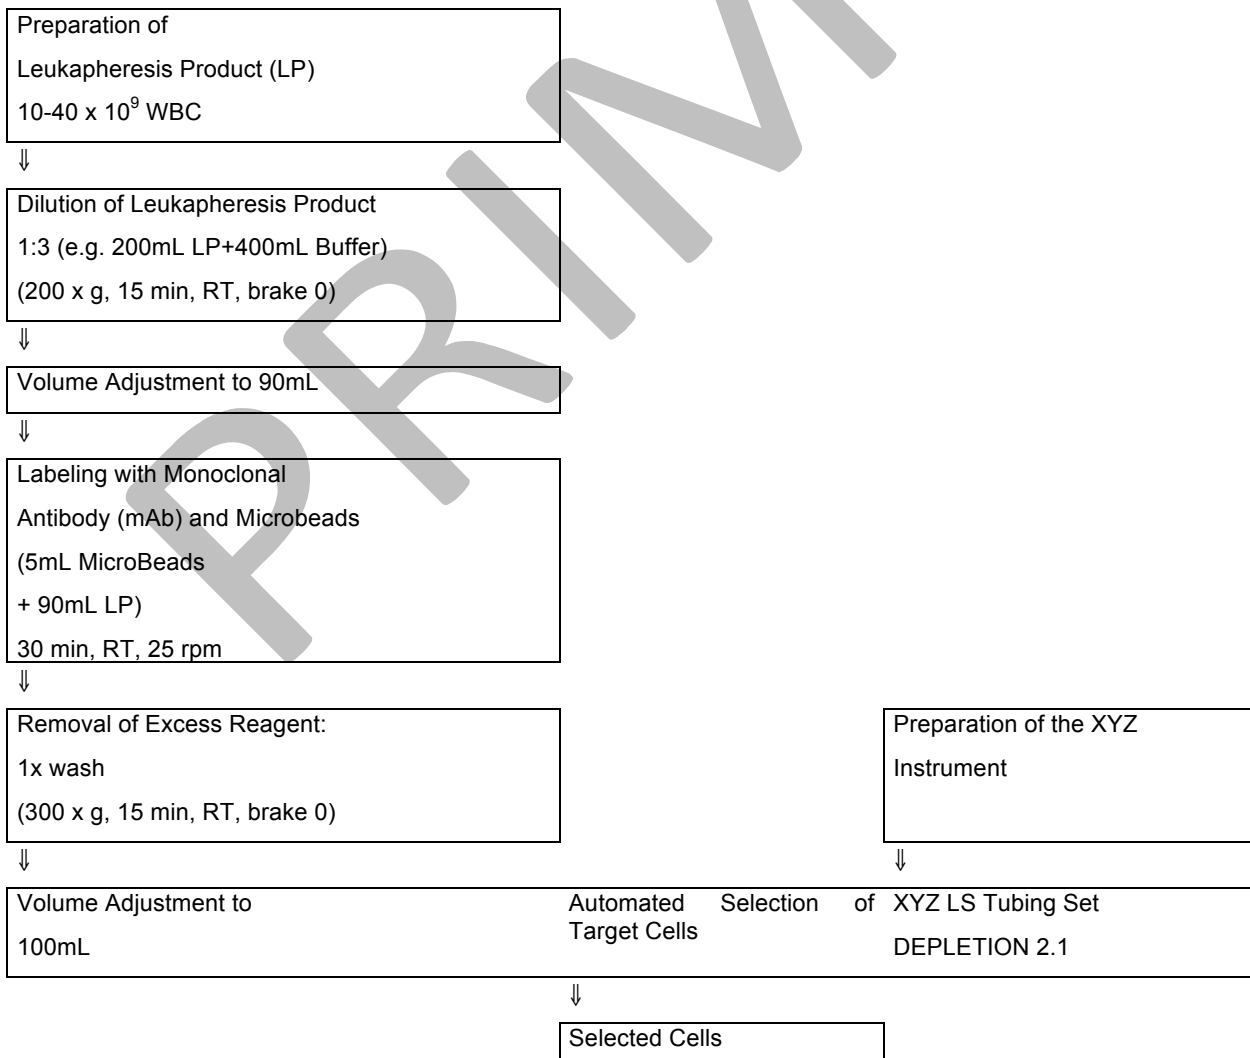 Preparation of
Leukapheresis Product (LP)
10-40 x 10⁹ WBC
⇓
Dilution of Leukapheresis Product
1:3 (e.g. 200mL LP+400mL Buffer)
(200 x g, 15 min, RT, brake 0)
⇓
Volume Adjustment to 90mL
⇓
Labeling with Monoclonal
Antibody (mAb) and Microbeads
(5mL MicroBeads
+ 90mL LP)
30 min, RT, 25 rpm
⇓
Removal of Excess Reagent:
1x wash
(300 x g, 15 min, RT, brake 0)
⇓
Preparation of the XYZ
Instrument
⇓
Volume Adjustment to
100mL
Automated Selection of
Target Cells
XYZ LS Tubing Set
DEPLETION 2.1
⇓
Selected Cells
PRIM